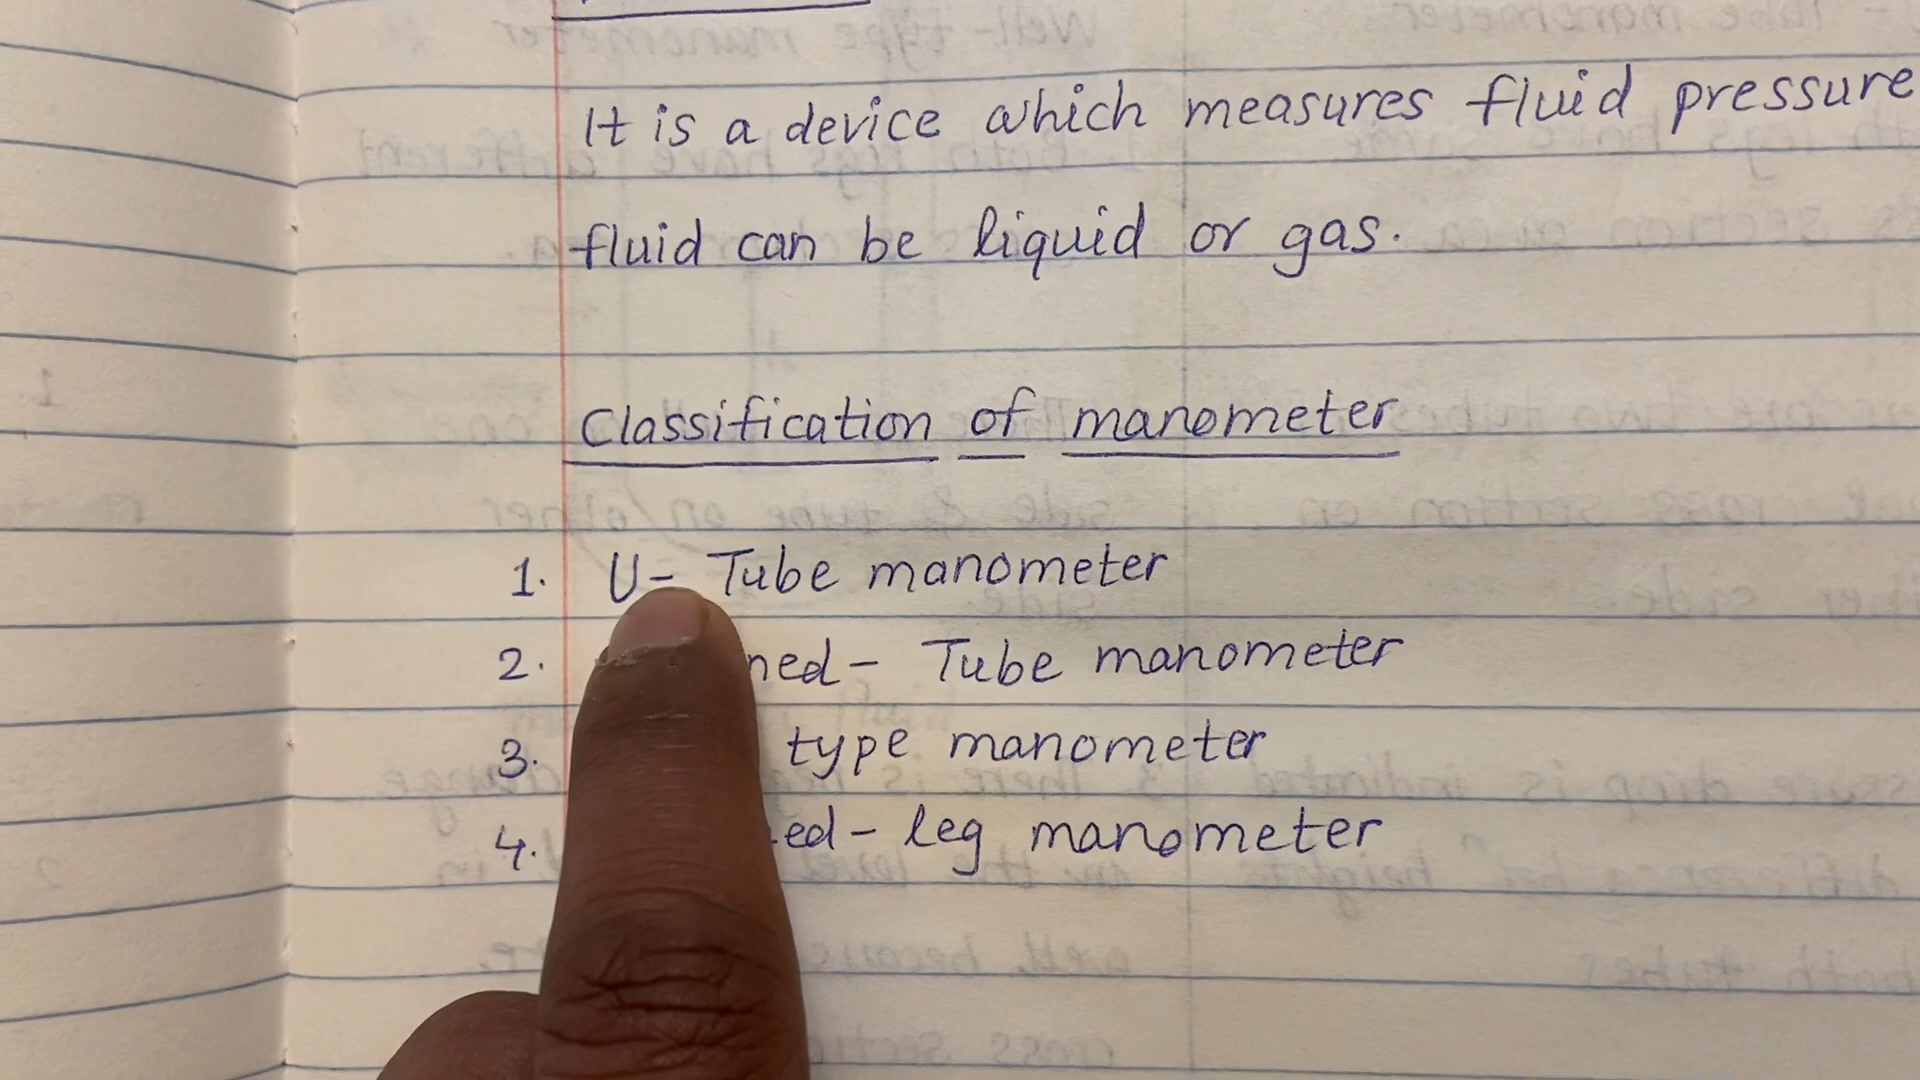 It is a device which measures fluid pressure
fluid can be liquid or gas.
Classification of manometer
1. U- Tube manometer
2. ned- Tube manometer
3. type manometer
4. ed- leg manometer